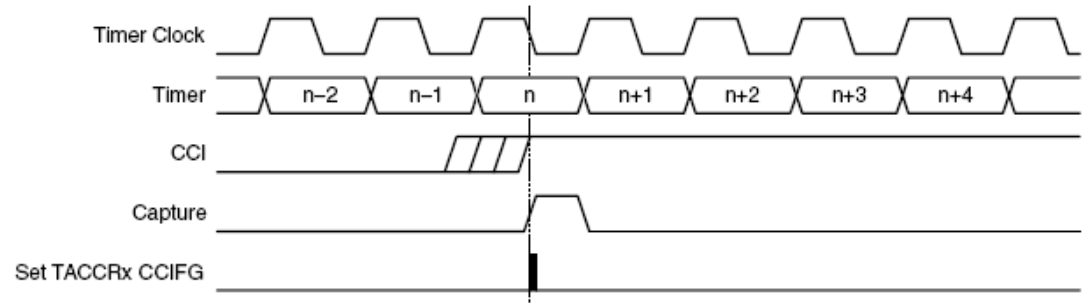 Timer Clock
Timer n–2 n–1 n n+1 n+2 n+3 n+4
CCI
Capture
Set TACCRx CCIFG